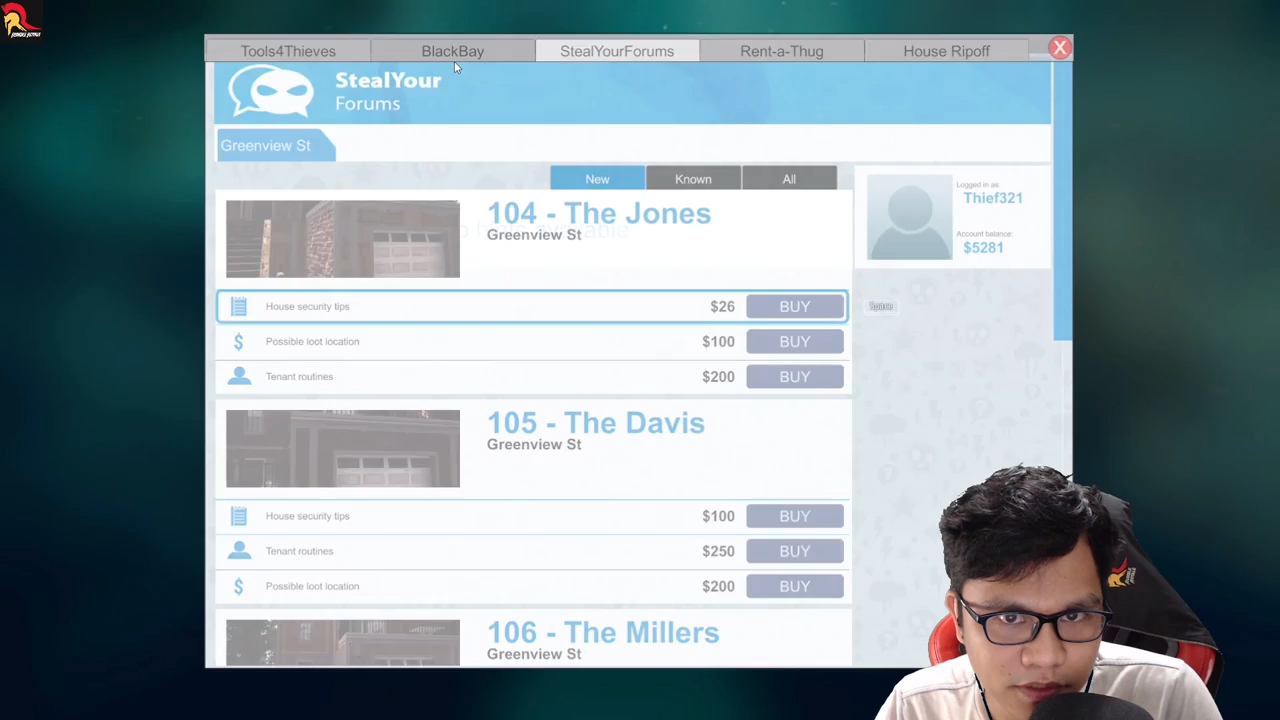 Tools4Thieves
BlackBay
StealYourForums
Rent-a-Thug
House Ripoff
StealYour
Forums
Greenview St
New
Known
All
104 - The Jones
Greenview St
Logged in as
Thief321
Account balance:
$5281
House security tips
$26
BUY
Space
Possible loot location
$100
BUY
Tenant routines
$200
BUY
105 - The Davis
Greenview St
House security tips
$100
BUY
Tenant routines
$250
BUY
Possible loot location
$200
BUY
106 - The Millers
Greenview St